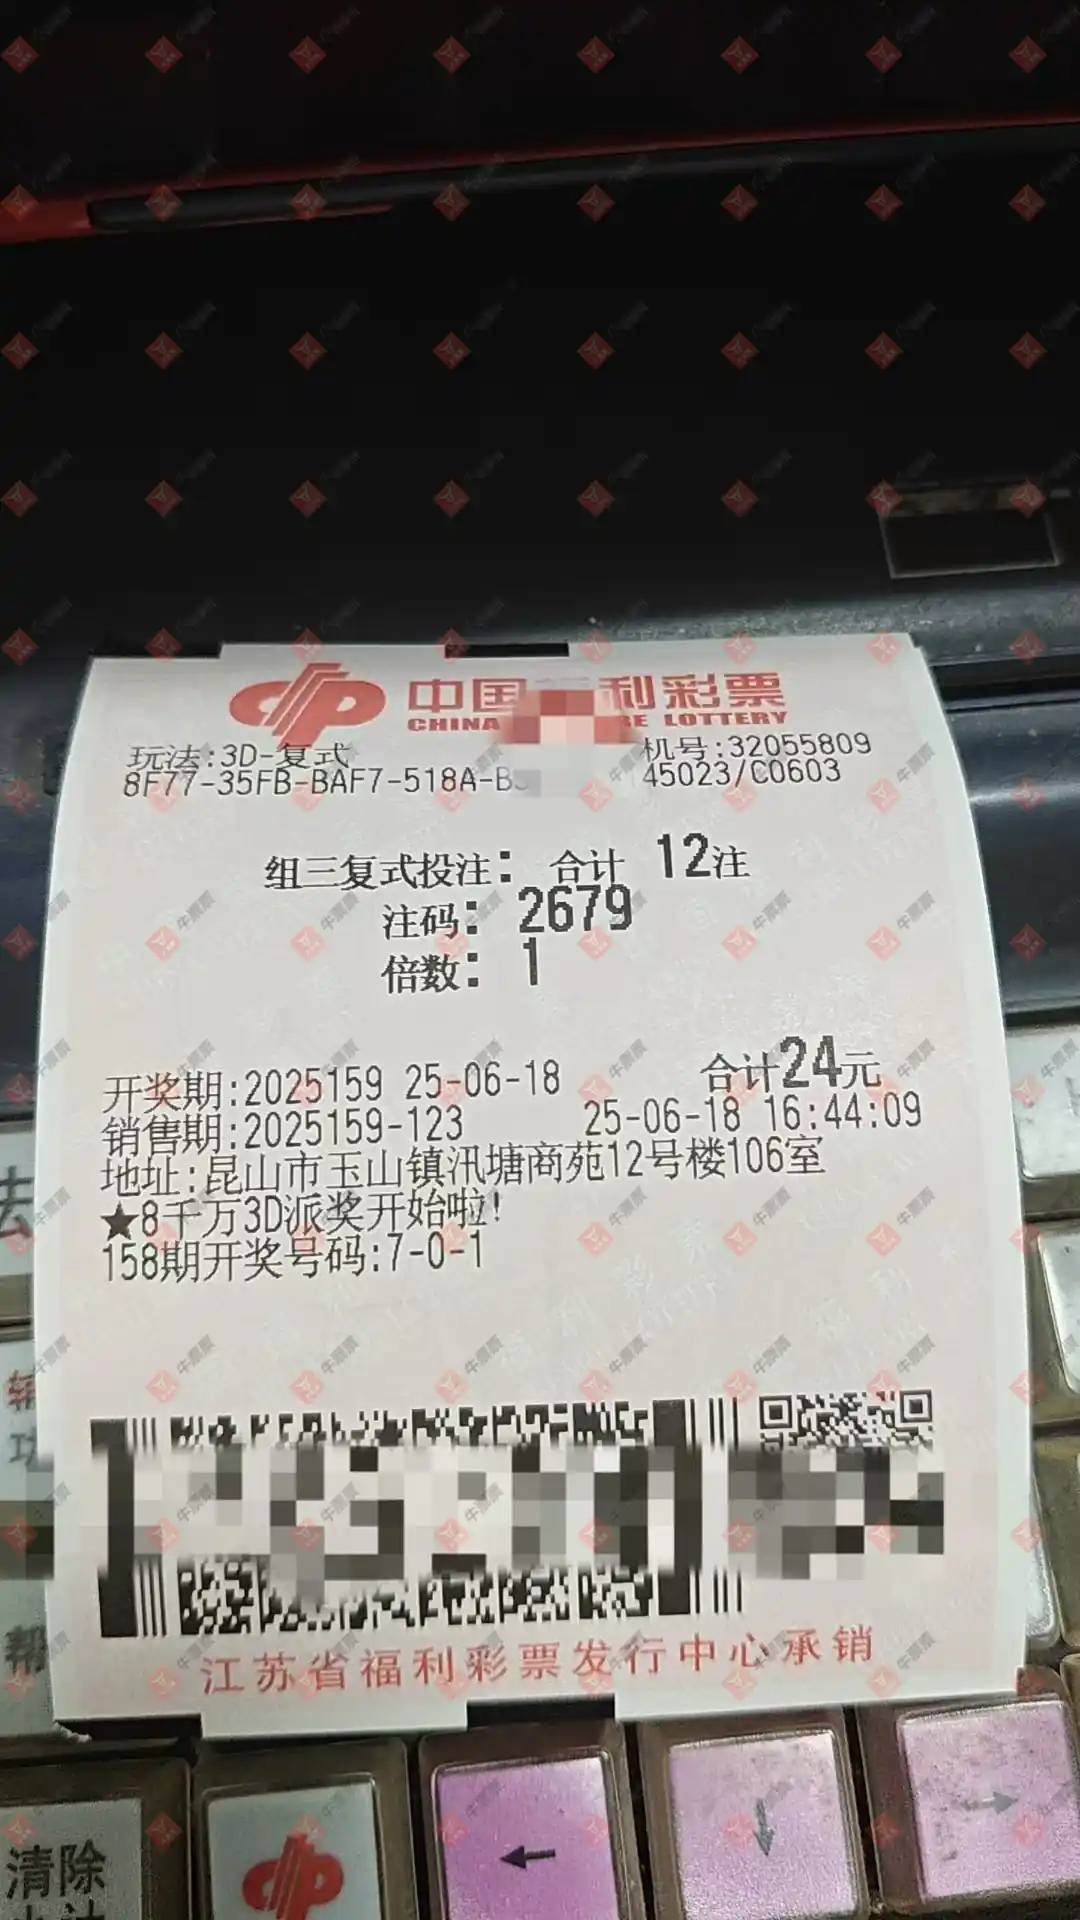 中国 利彩票
CHINA RE LOTTERY
玩法:3D-复式
机号:32055809
8F77-35FB-BAF7-518A-B
45023/C0603
组三复式投注: 合计 12注
注码: 2679
倍数: 1
合计24元
开奖期:2025159 25-06-18
销售期:2025159-123 25-06-18 16:44:09
地址:昆山市玉山镇汛塘商苑12号楼106室
★8千万3D派奖开始啦!
158期开奖号码:7-0-1
江苏省福利彩票发行中心承销
清除
牛票票